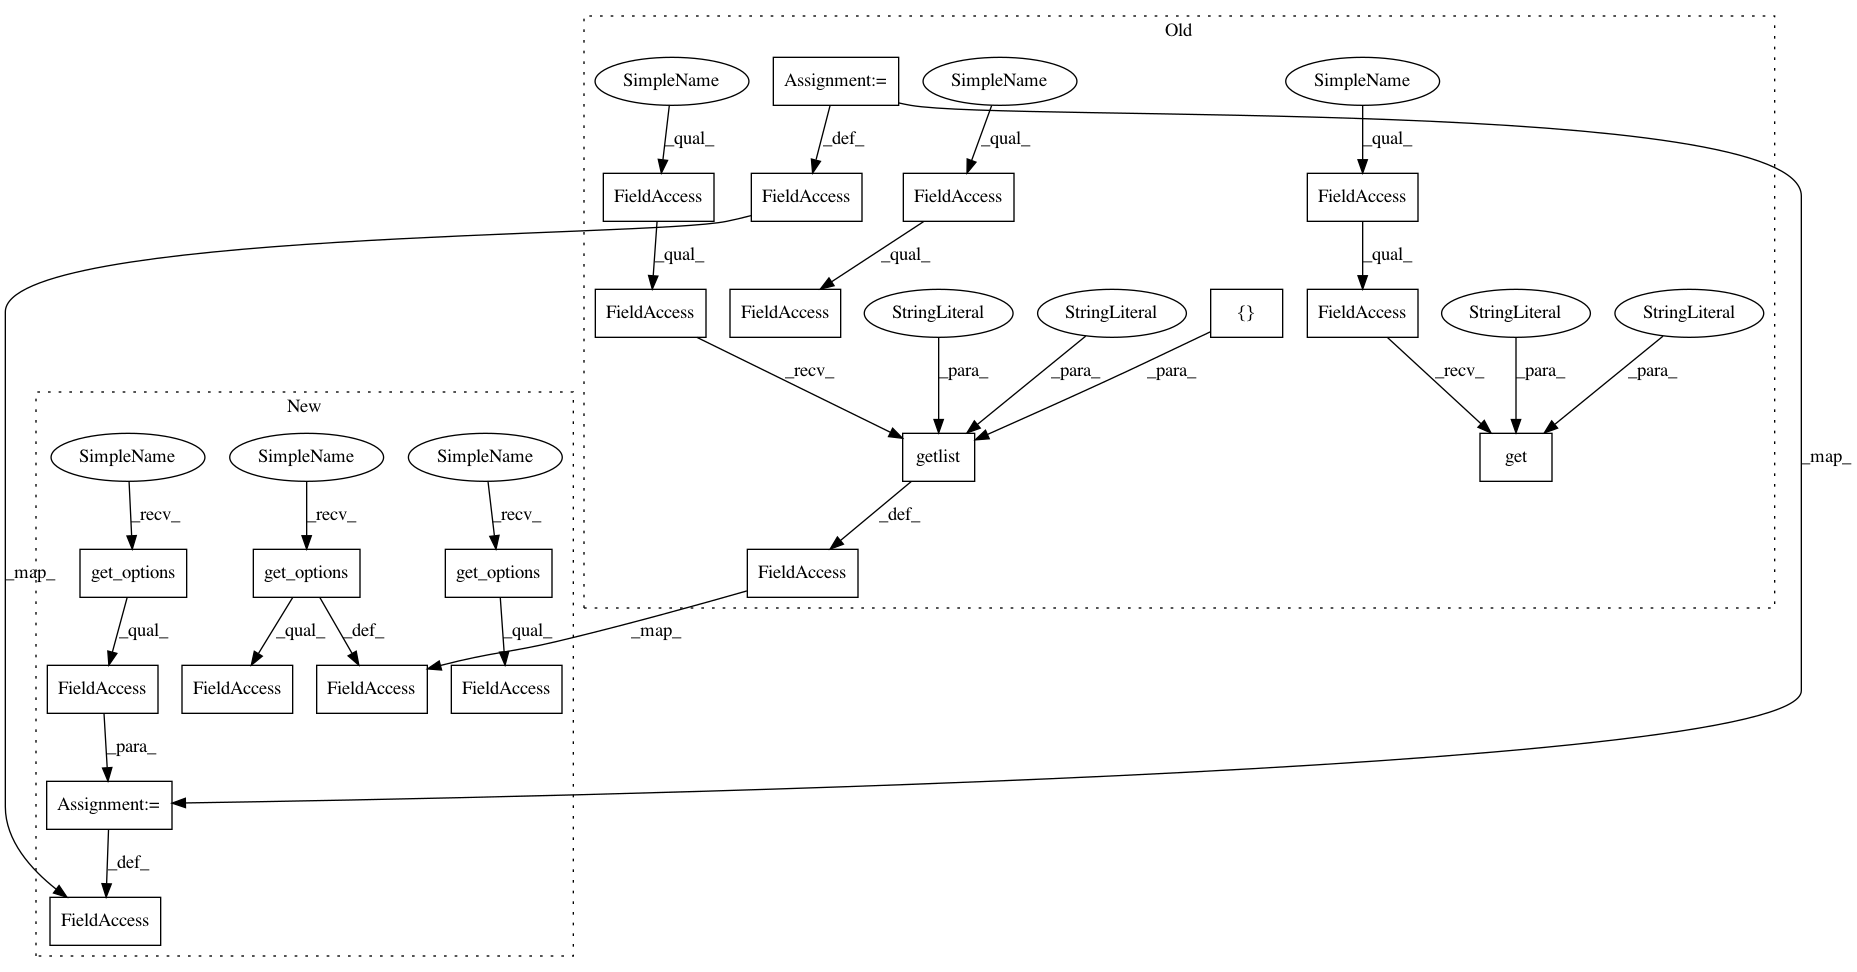 Old
SimpleName
Assignment:=
SimpleName
SimpleName
_qual_
_def_
_qual_
_qual_
FieldAccess
FieldAccess
FieldAccess
FieldAccess
_qual_
_qual_
_qual_
FieldAccess
FieldAccess
StringLiteral
StringLiteral
{}
FieldAccess
StringLiteral
StringLiteral
_recv_
_para_
_para_
_para_
_recv_
_para_
_para_
New
SimpleName
SimpleName
SimpleName
getlist
get
_map_
_recv_
_recv_
_recv_
_def_
_map_
get_options
get_options
get_options
FieldAccess
_qual_
_qual_
_def_
_qual_
_map_
FieldAccess
FieldAccess
FieldAccess
FieldAccess
_para_
Assignment:=
_def_
FieldAccess